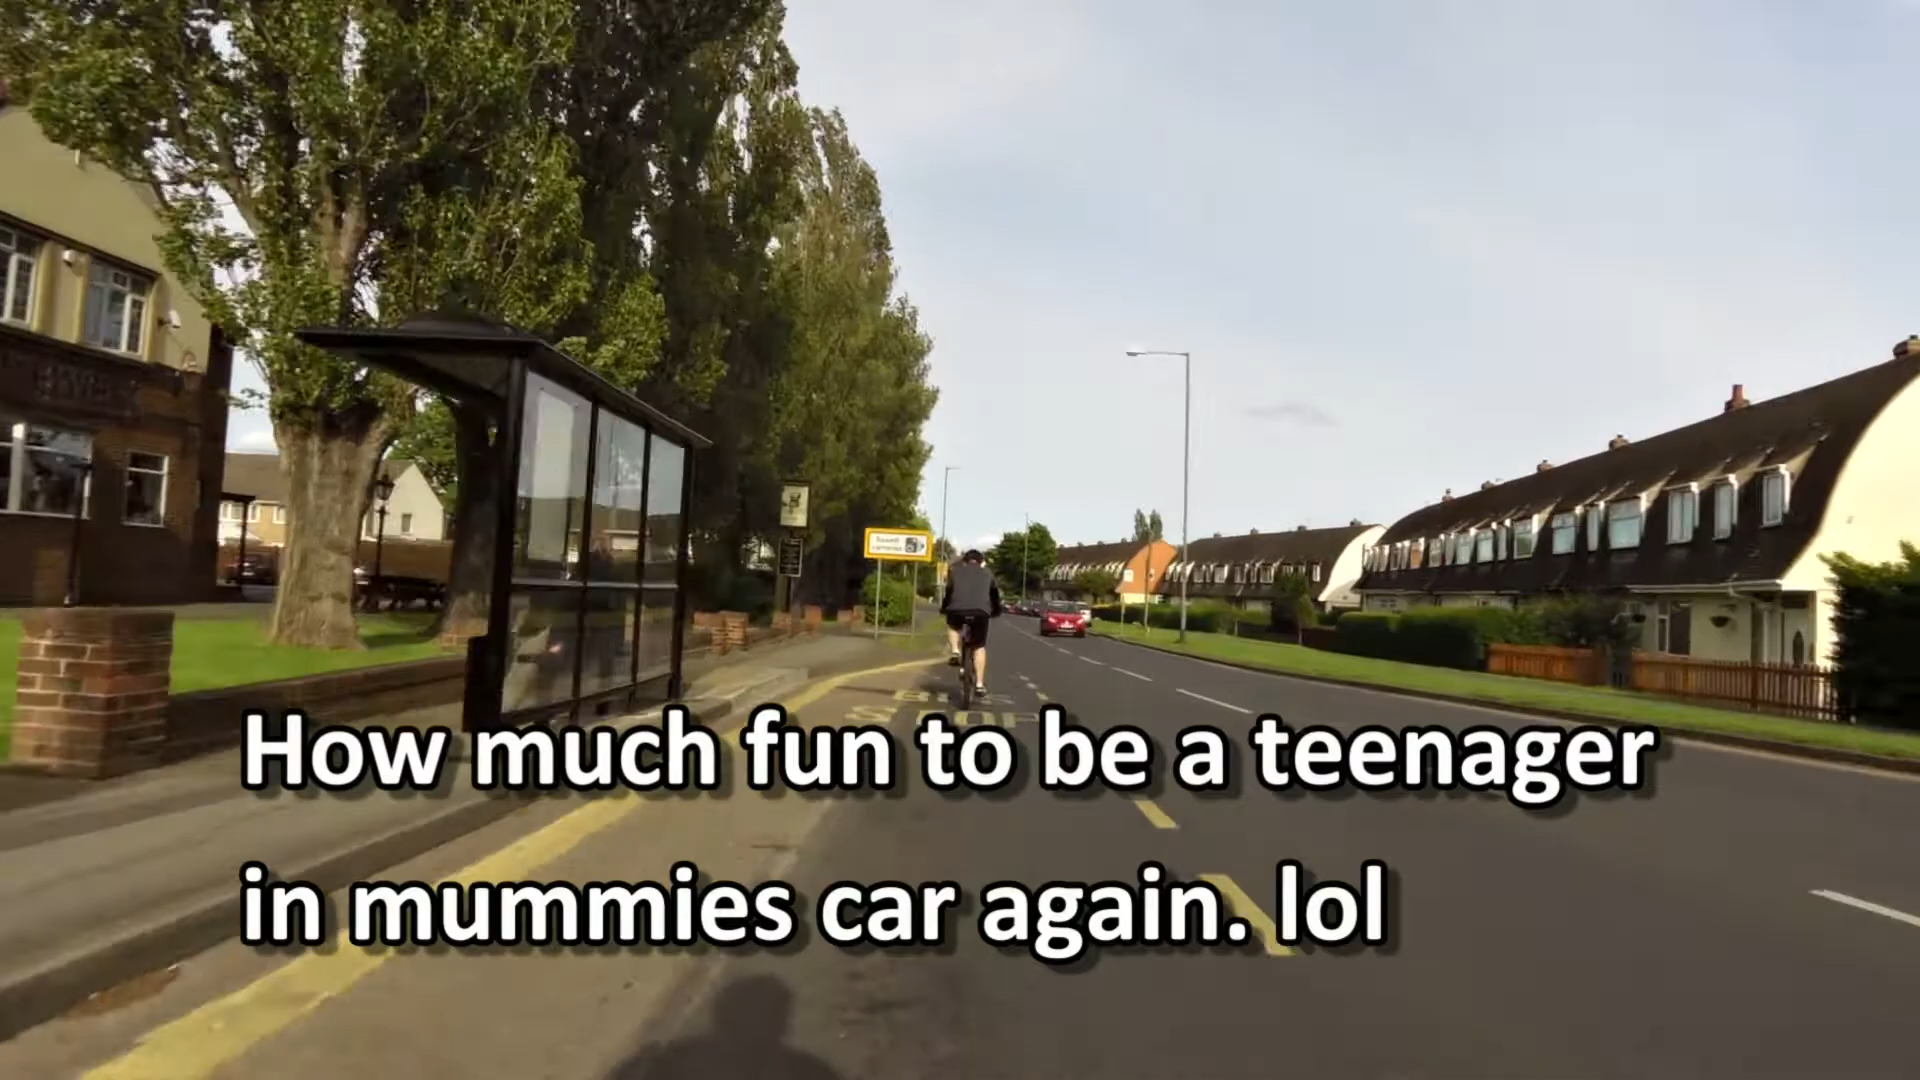 How much fun to be a teenager
in mummies car again. lol